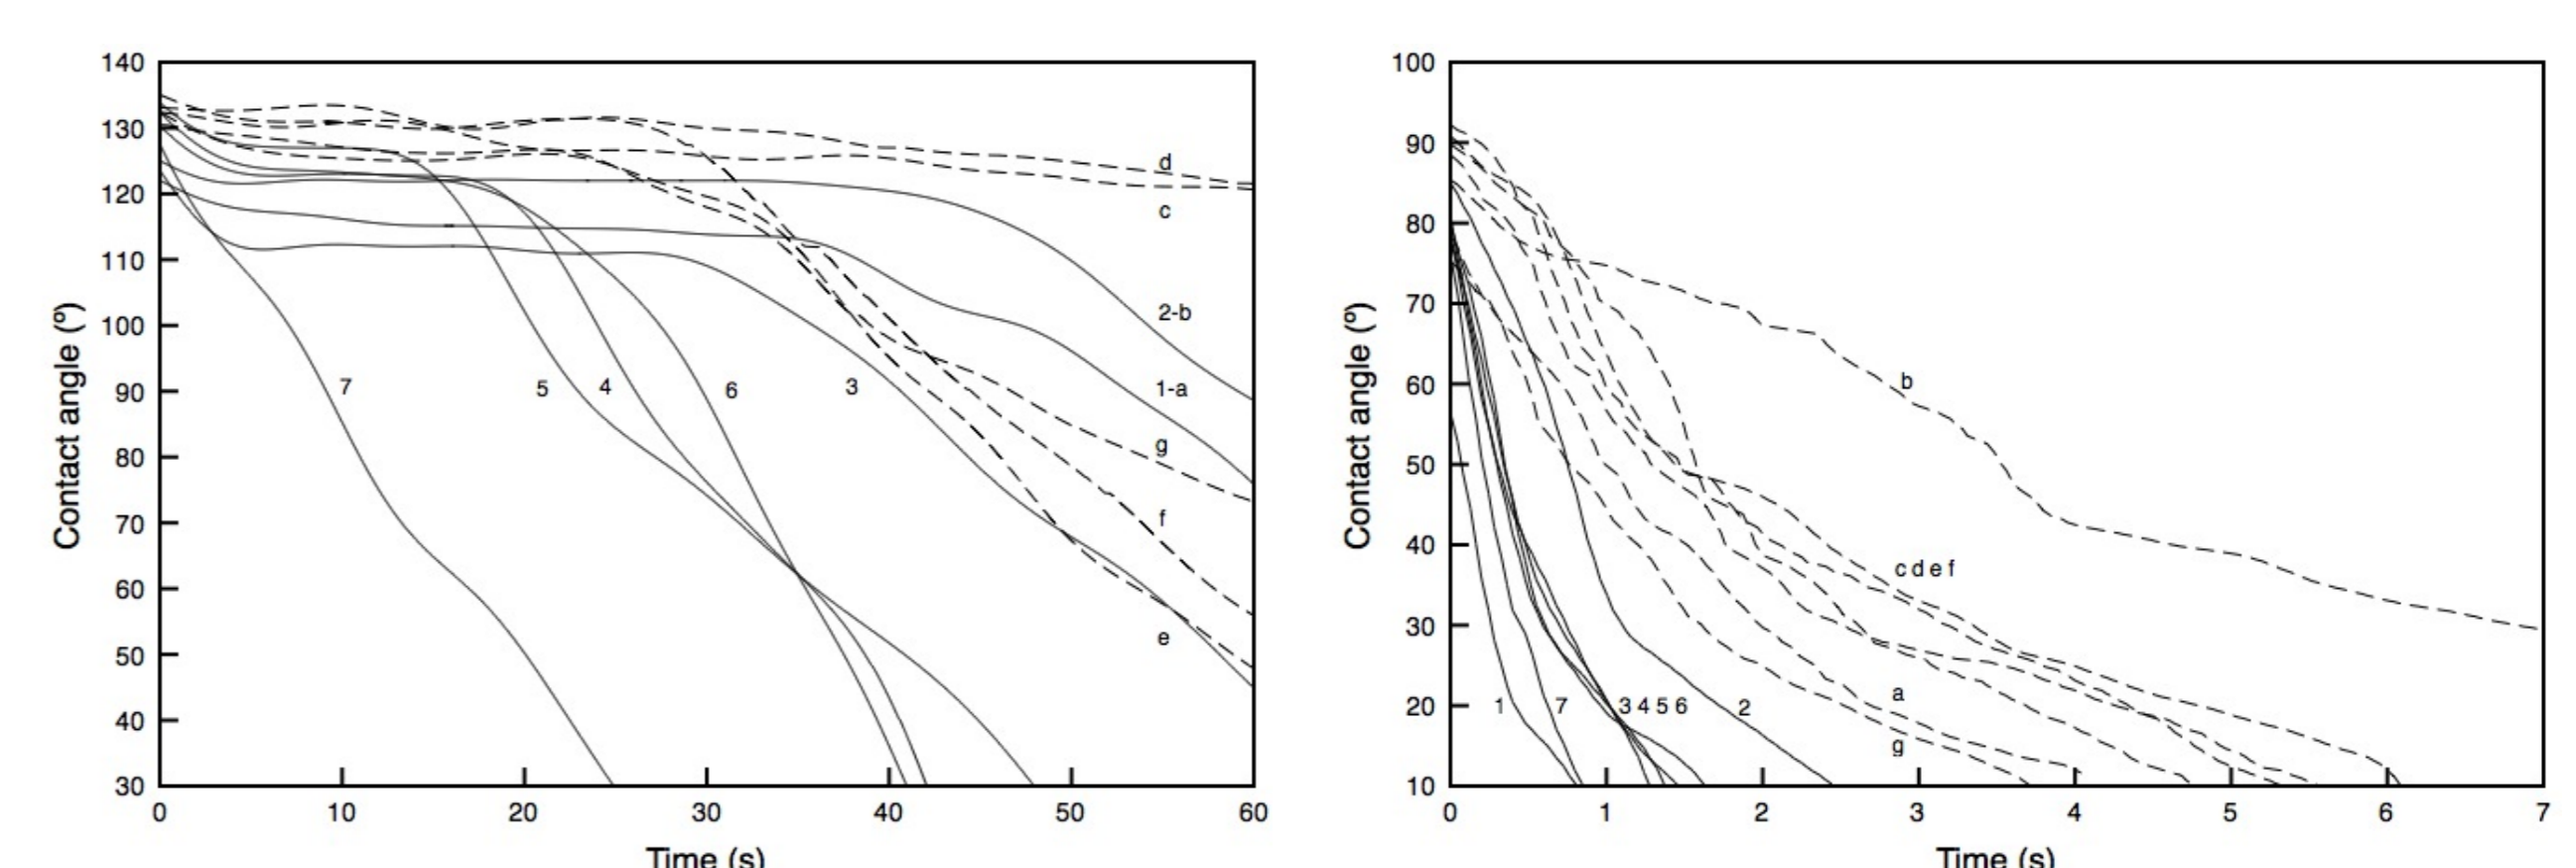 140
130
120
110
100
90
80
70
60
50
40
30
Contact angle (º)
0 10 20 30 40 50 60
Time (s)
d
c
2-b
1-a
g
f
e
7 5 4 6 3
100
90
80
70
60
50
40
30
20
10
Contact angle (º)
0 1 2 3 4 5 6 7
Time (s)
b
c d e f
a
g
1 7 3 4 5 6 2